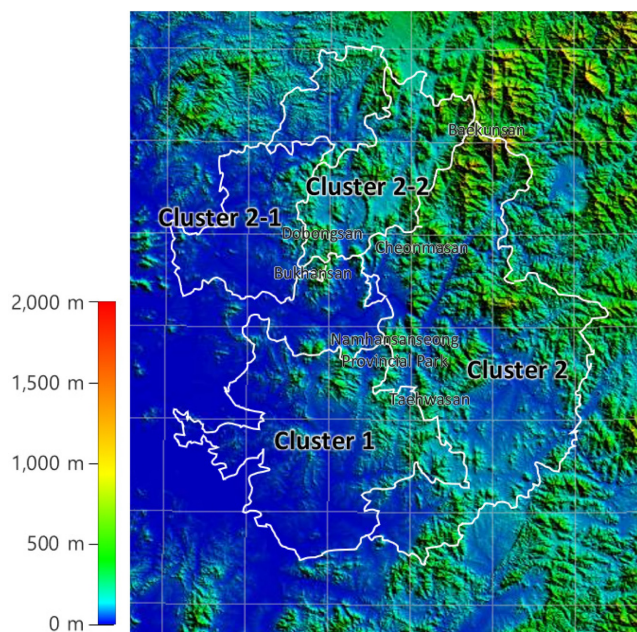 Baekunsan
Cluster 2-2
Cluster 2-1
Dobongsan
Cheonmasan
Bukhansan
2,000 m
Namhansanseong
Provincial Park
Cluster 2
1,500 m
Taehwasan
Cluster 1
1,000 m
500 m
0 m